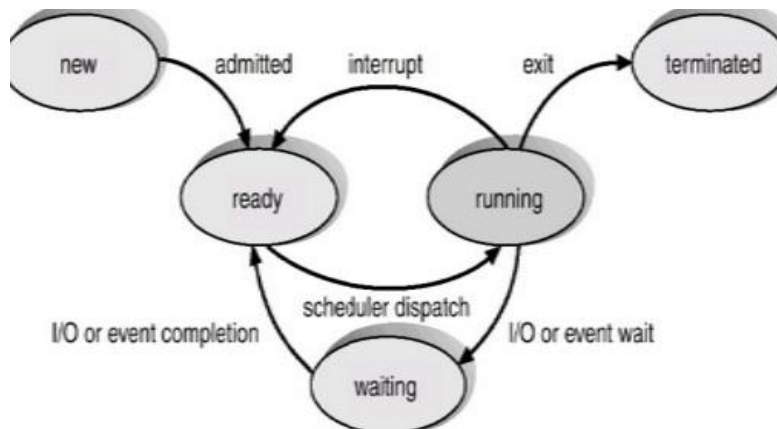 new
admitted
interrupt
exit
terminated
ready
running
scheduler dispatch
I/O or event completion
I/O or event wait
waiting